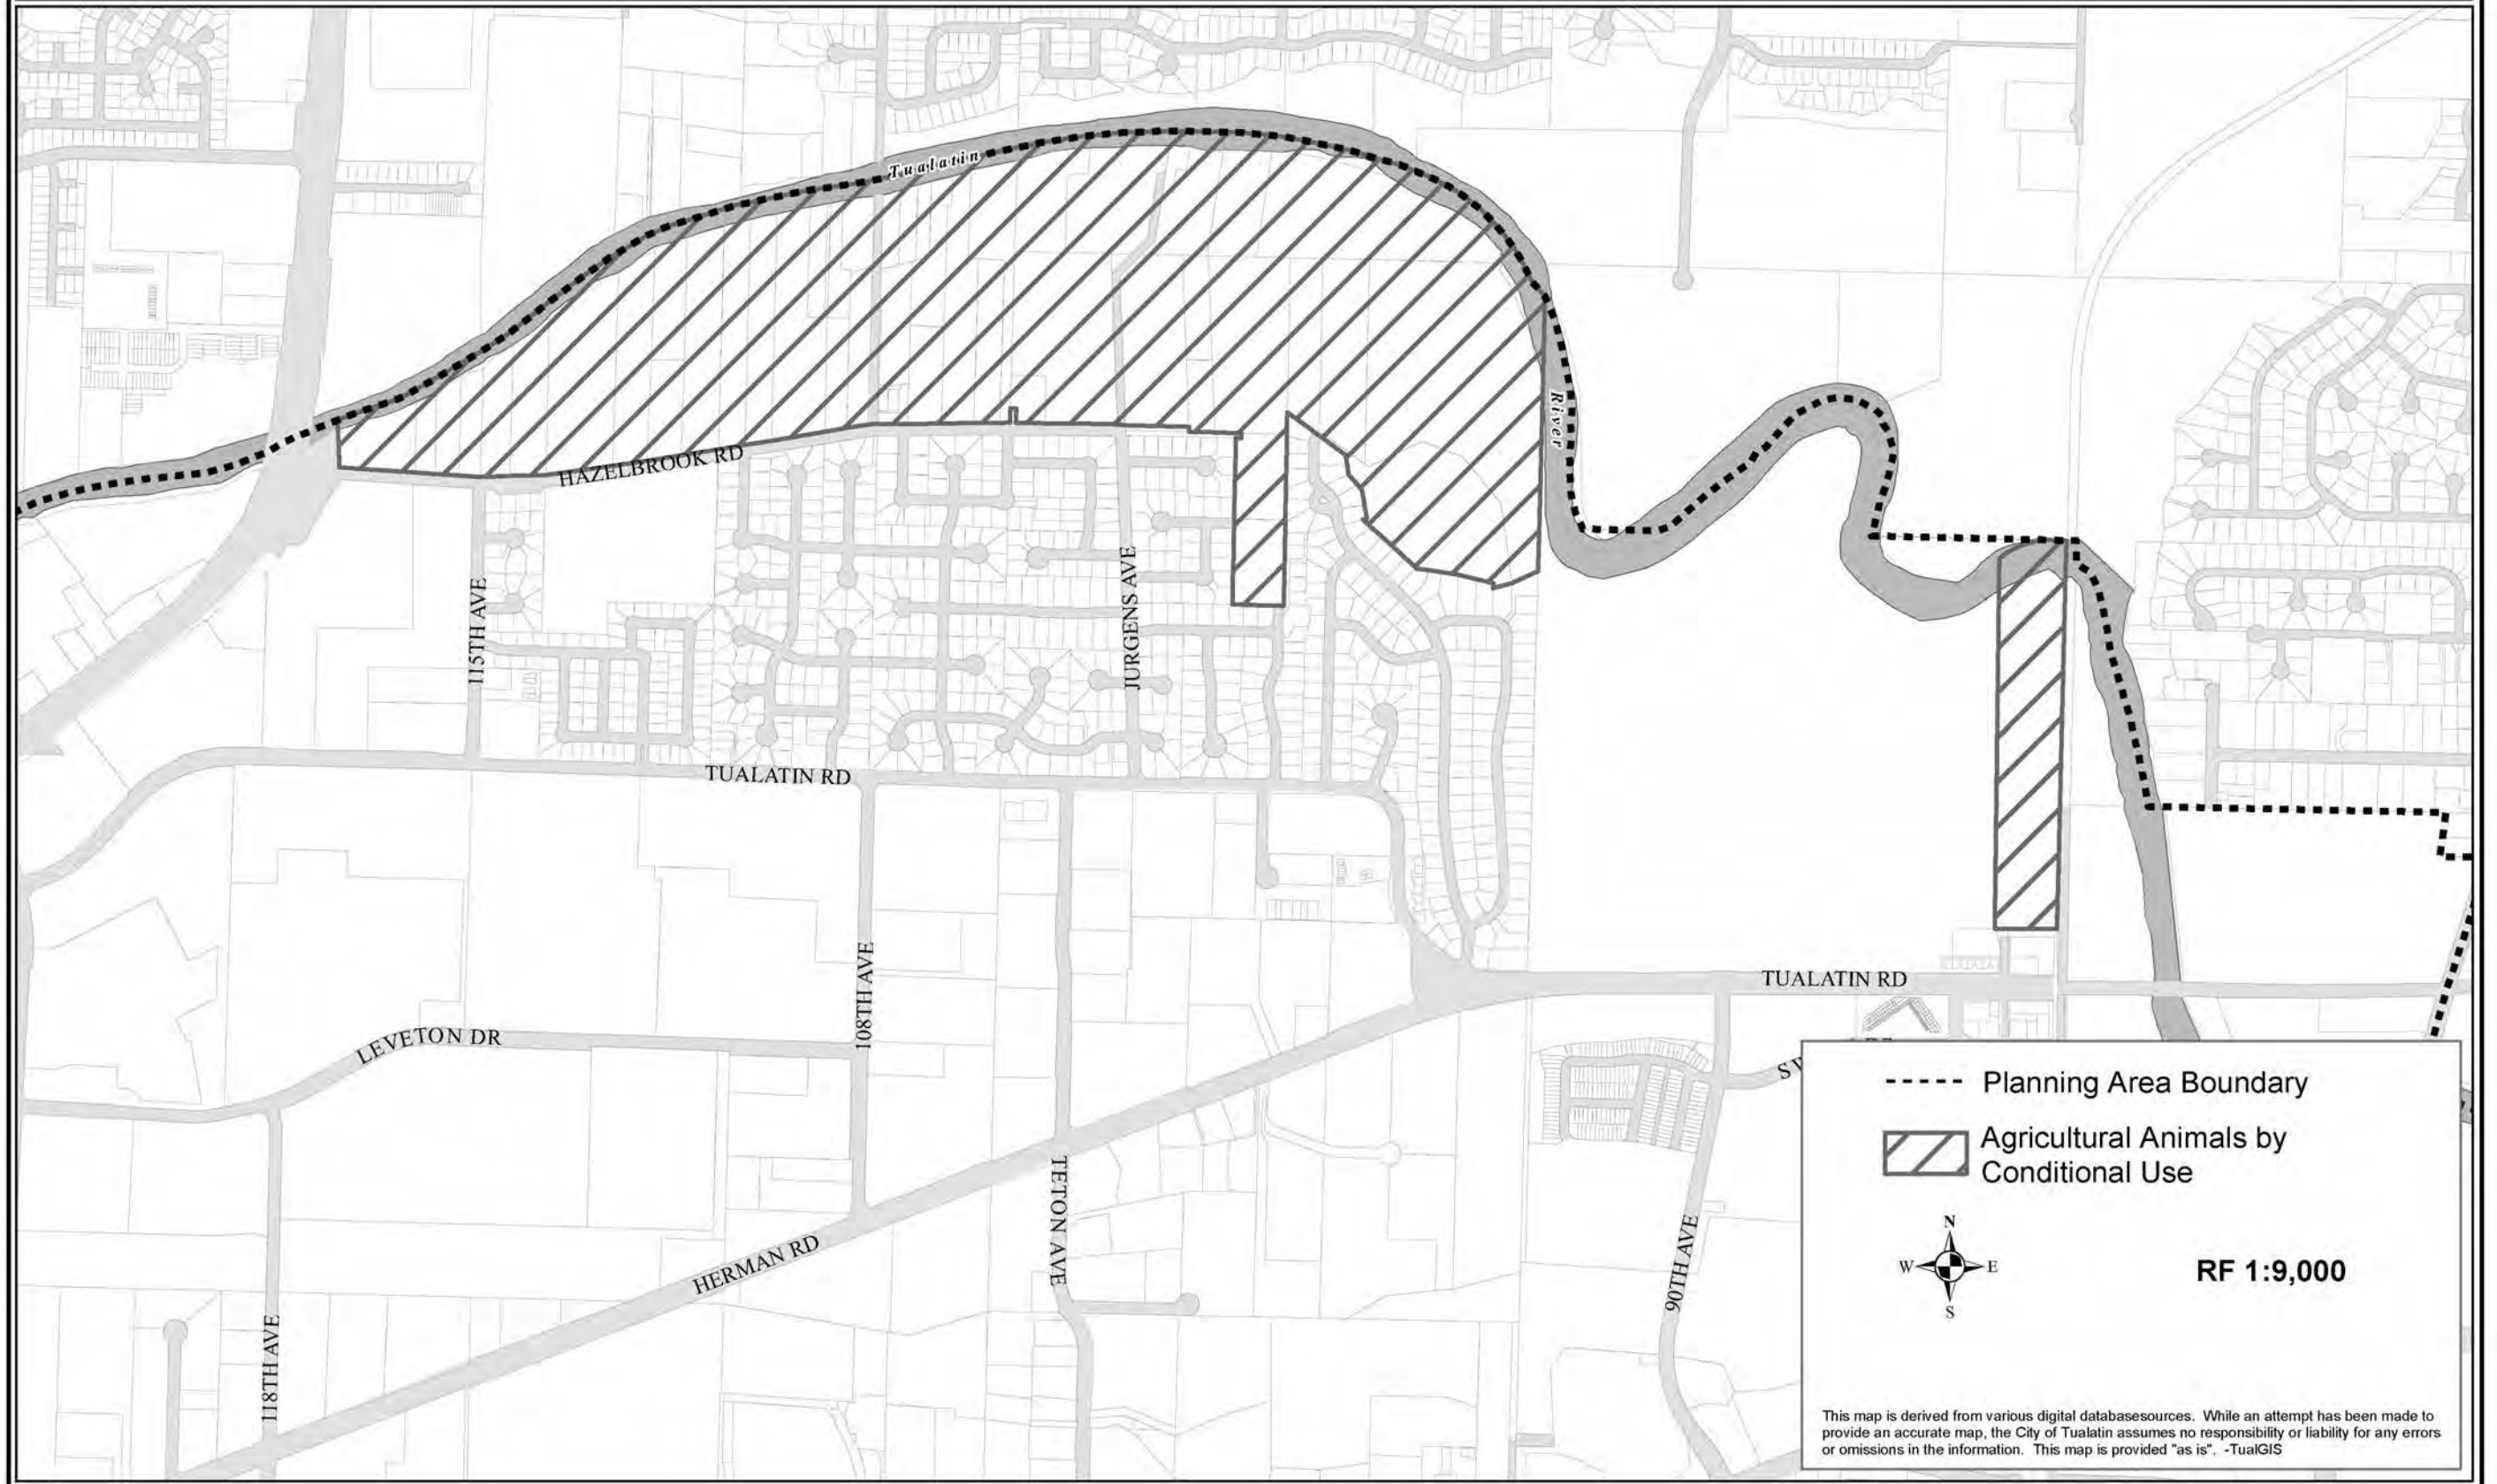 Tualatin
River
HAZELBROOK RD
115TH AVE
JURGENS AVE
TUALATIN RD
108TH AVE
TUALATIN RD
LEVETON DR
TETON AVE
HERMAN RD
90TH AVE
118TH AVE
Planning Area Boundary
Agricultural Animals by
Conditional Use
N
W E
S
RF 1:9,000
This map is derived from various digital databasesources. While an attempt has been made to
provide an accurate map, the City of Tualatin assumes no responsibility or liability for any errors
or omissions in the information. This map is provided "as is". -TualGIS